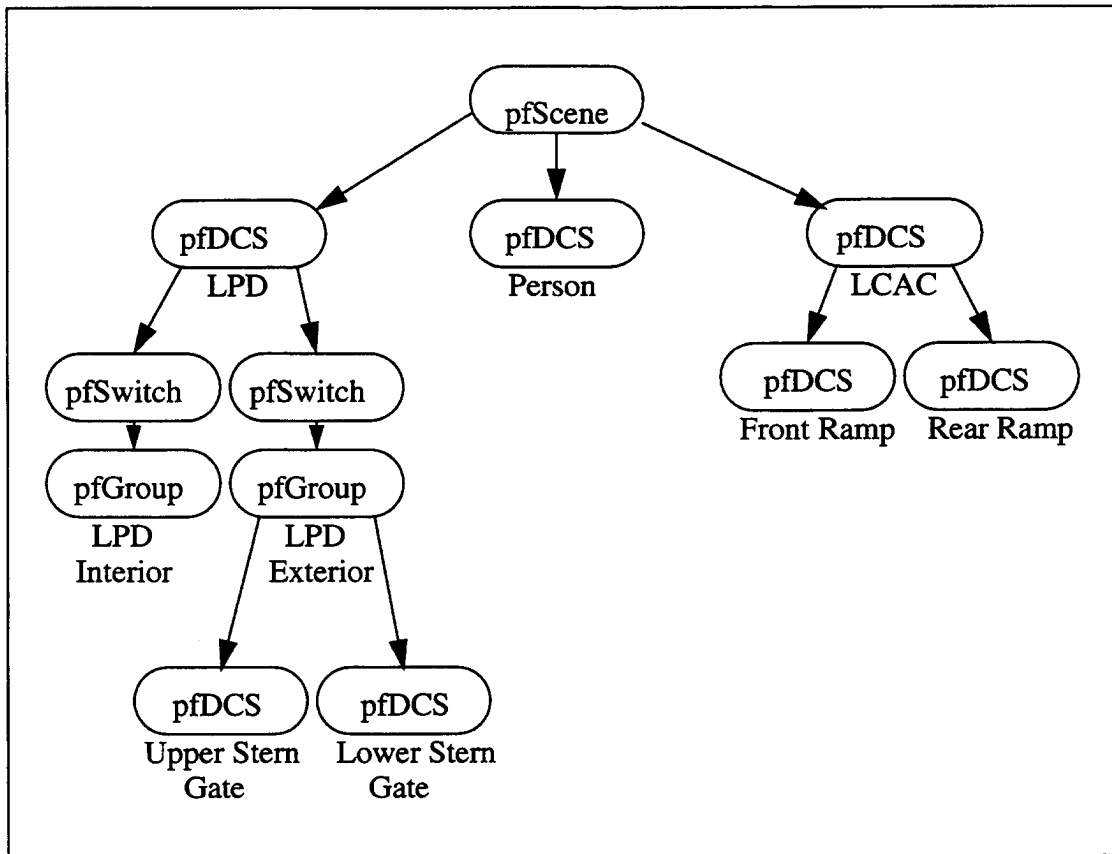 pfScene
pfDCS
pfDCS
pfDCS
LPD
Person
LCAC
pfSwitch
pfSwitch
pfDCS
pfDCS
Front Ramp
Rear Ramp
pfGroup
pfGroup
LPD
Interior
LPD
Exterior
pfDCS
pfDCS
Upper Stern
Gate
Lower Stern
Gate